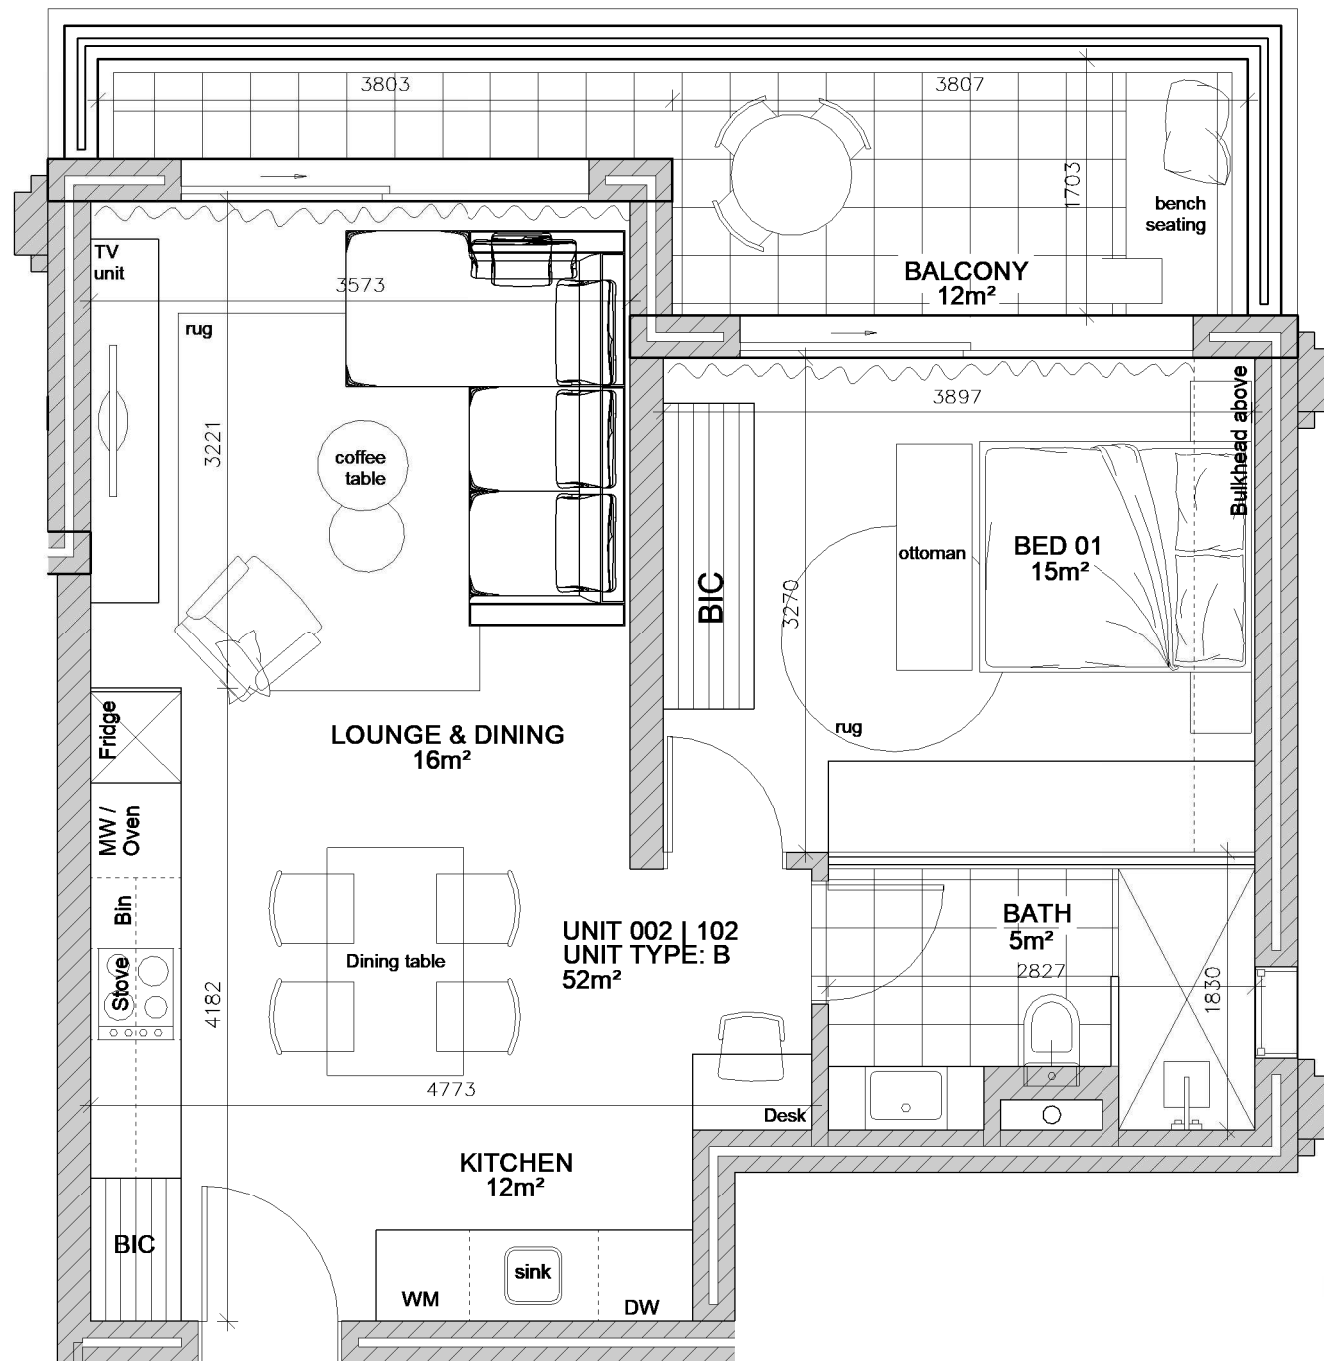 3803
3807
1703
bench
seating
BALCONY
12m²
TV
unit
3573
rug
3221
coffee
table
3897
Bulkhead above
BIC
3270
ottoman
BED 01
15m²
rug
Fridge
LOUNGE & DINING
16m²
MW /
Oven
Bin
Stove
Dining table
4182
UNIT 002 | 102
UNIT TYPE: B
52m²
BATH
5m²
2827
1830
4773
Desk
KITCHEN
12m²
BIC
WM
sink
DW